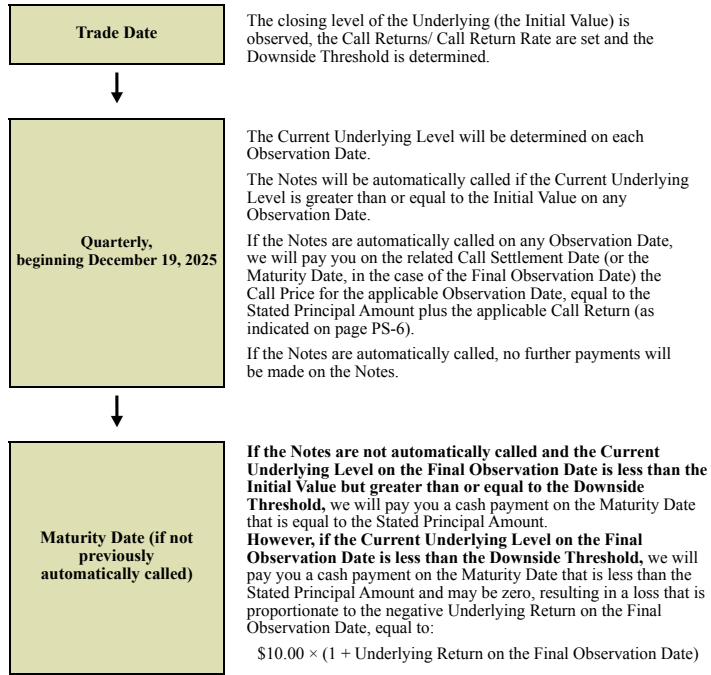 Trade Date
The closing level of the Underlying (the Initial Value) is
observed, the Call Returns/ Call Return Rate are set and the
Downside Threshold is determined.
Quarterly,
beginning December 19, 2025
The Current Underlying Level will be determined on each
Observation Date.
The Notes will be automatically called if the Current Underlying
Level is greater than or equal to the Initial Value on any
Observation Date.
If the Notes are automatically called on any Observation Date,
we will pay you on the related Call Settlement Date (or the
Maturity Date, in the case of the Final Observation Date) the
Call Price for the applicable Observation Date, equal to the
Stated Principal Amount plus the applicable Call Return (as
indicated on page PS-6).
If the Notes are automatically called, no further payments will
be made on the Notes.
Maturity Date (if not
previously
automatically called)
If the Notes are not automatically called and the Current
Underlying Level on the Final Observation Date is less than the
Initial Value but greater than or equal to the Downside
Threshold, we will pay you a cash payment on the Maturity Date
that is equal to the Stated Principal Amount.
However, if the Current Underlying Level on the Final
Observation Date is less than the Downside Threshold, we will
pay you a cash payment on the Maturity Date that is less than the
Stated Principal Amount and may be zero, resulting in a loss that is
proportionate to the negative Underlying Return on the Final
Observation Date, equal to:
$10.00 × (1 + Underlying Return on the Final Observation Date)